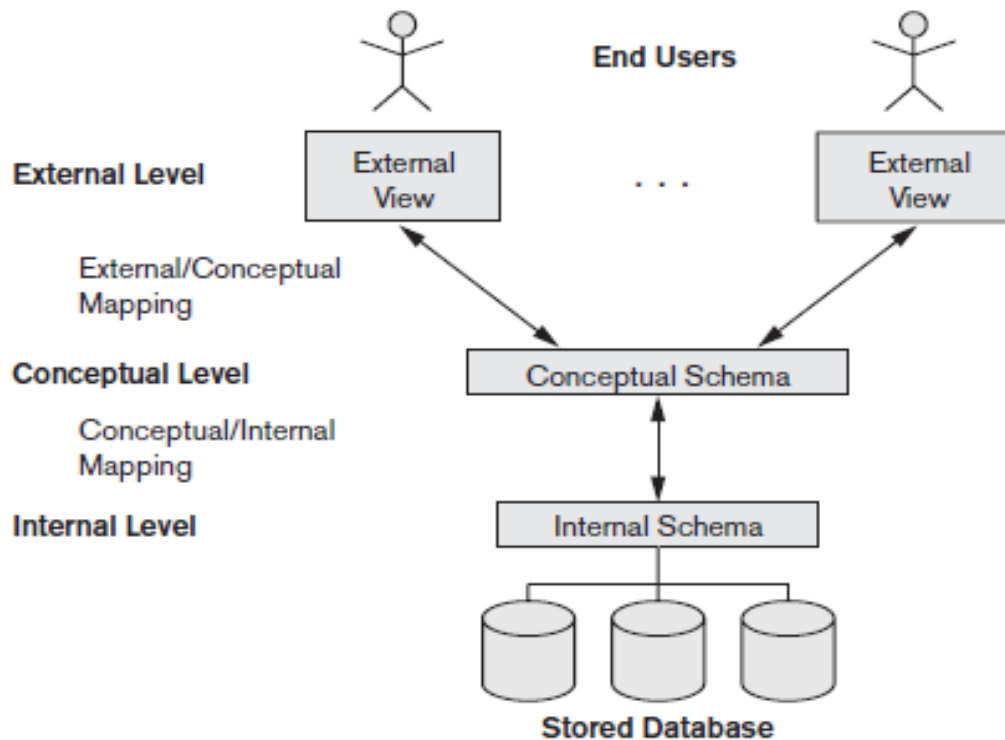 End Users
External Level
External
View
. . .
External
View
External/Conceptual
Mapping
Conceptual Level
Conceptual Schema
Conceptual/Internal
Mapping
Internal Level
Internal Schema
Stored Database